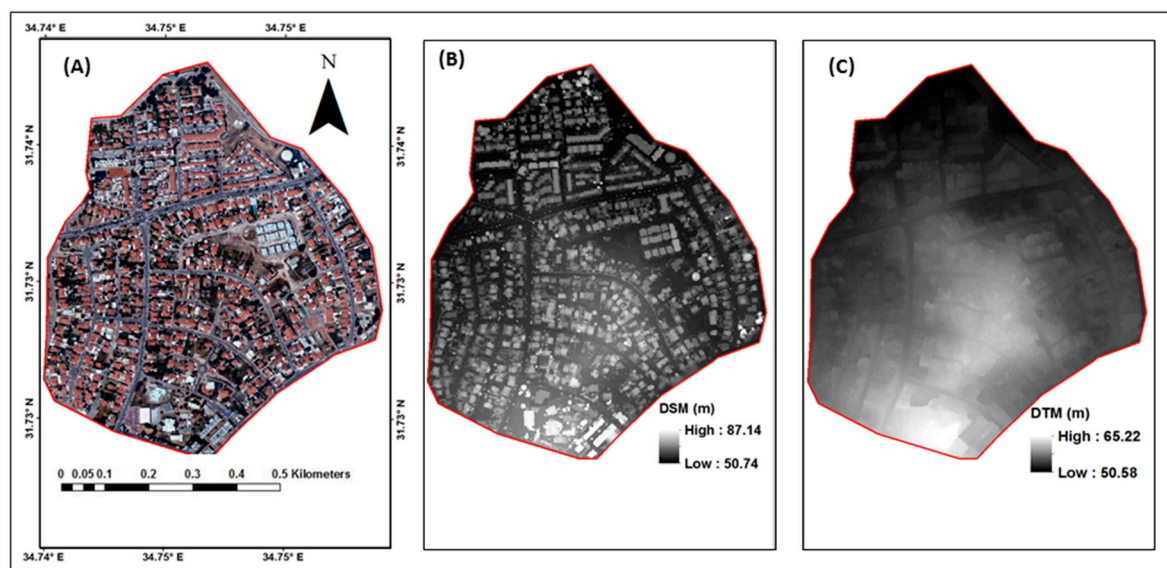 34.74° E 34.75° E 34.75° E
(A)
N
31.74° N
31.73° N
31.73° N
0 0.05 0.1 0.2 0.3 0.4 0.5 Kilometers
34.74° E 34.75° E 34.75° E
31.74° N
31.73° N
31.73° N
(B)
DSM (m)
High : 87.14
Low : 50.74
(C)
DTM (m)
High : 65.22
Low : 50.58